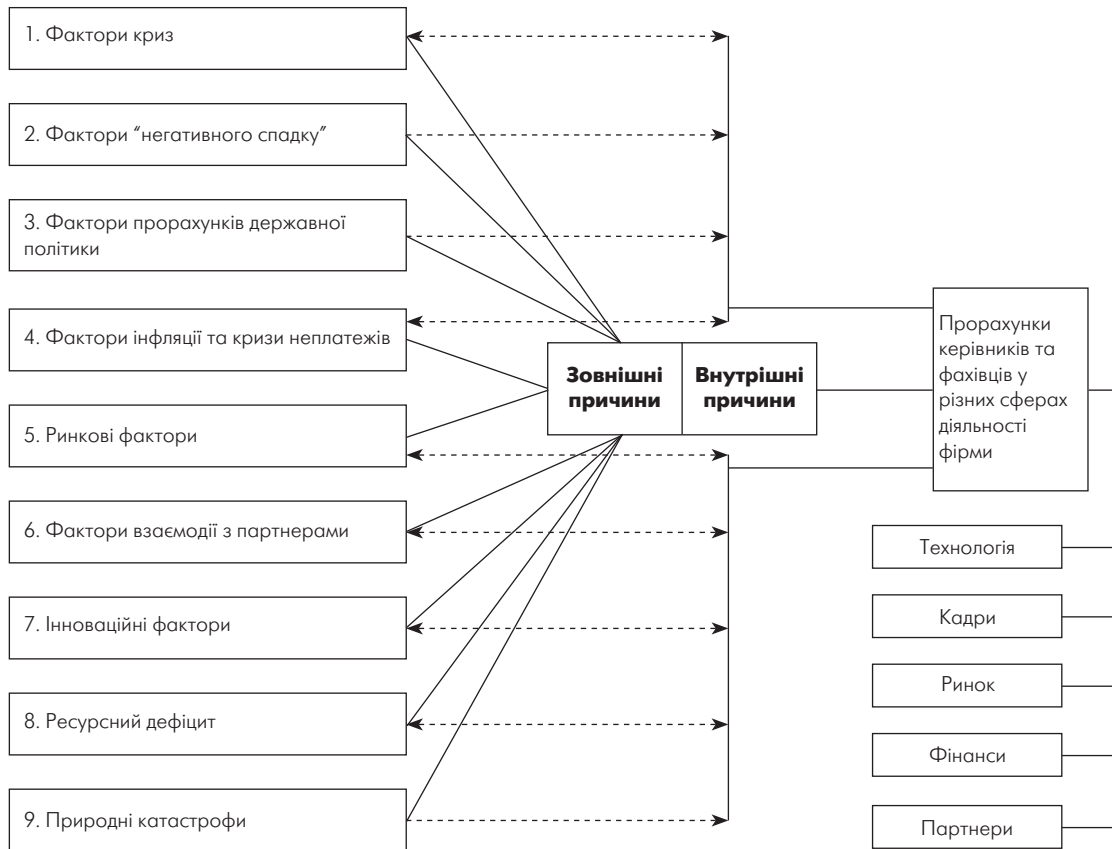 1. Фактори криз
2. Фактори “негативного спадку”
3. Фактори прорахунків державної
політики
4. Фактори інфляції та кризи неплатежів
5. Ринкові фактори
6. Фактори взаємодії з партнерами
7. Інноваційні фактори
8. Ресурсний дефіцит
9. Природні катастрофи
Зовнішні
причини
Внутрішні
причини
Прорахунки
керівників та
фахівців у
різних сферах
діяльності
фірми
Технологія
Кадри
Ринок
Фінанси
Партнери